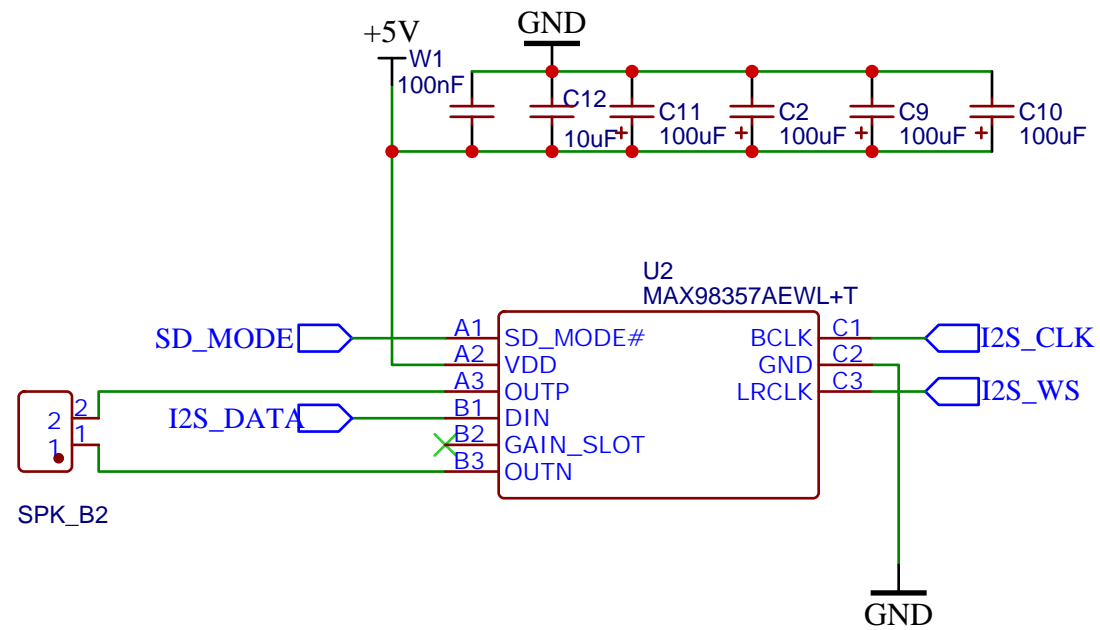 GND
+5V
W1
100nF
C12
10uF
C11
100uF
C2
100uF
C9
100uF
C10
100uF
U2
MAX98357AEWL+T
SD_MODE
A1
SD_MODE#
BCLK
C1
I2S_CLK
A2
VDD
GND
C2
A3
OUTP
LRCLK
C3
I2S_WS
2
2
I2S_DATA
B1
DIN
1
1
B2
GAIN_SLOT
B3
OUTN
SPK_B2
GND